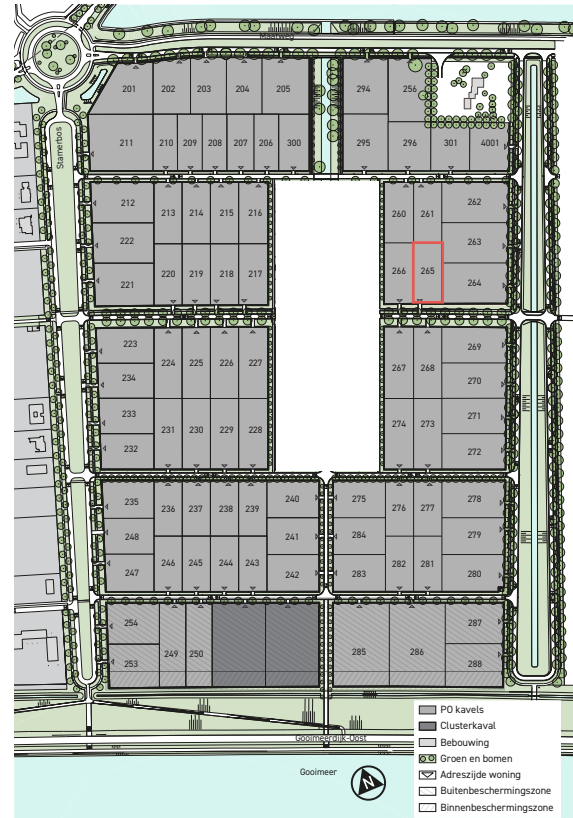 Maatweg
Stamerbos
201 202 203 204 205 294 256
211 210 209 208 207 206 300 295 296 301 4001
212 213 214 215 216 260 261 262
222 263
221 220 219 218 217 266 265 264
223 224 225 226 227 267 268 269
234 270
233 231 230 229 228 274 273 271
232 272
235 236 237 238 239 240 275 276 277 278
248 241 284 279
247 246 245 244 243 242 283 282 281 280
254 249 250 285 286 287
253 288
Gooimeerdijk-Oost
Gooimeer
N
PO kavels
Clusterkaval
Bebouwing
Groen en bomen
Adreszijde woning
Buitenbeschermingszone
Binnenbeschermingszone